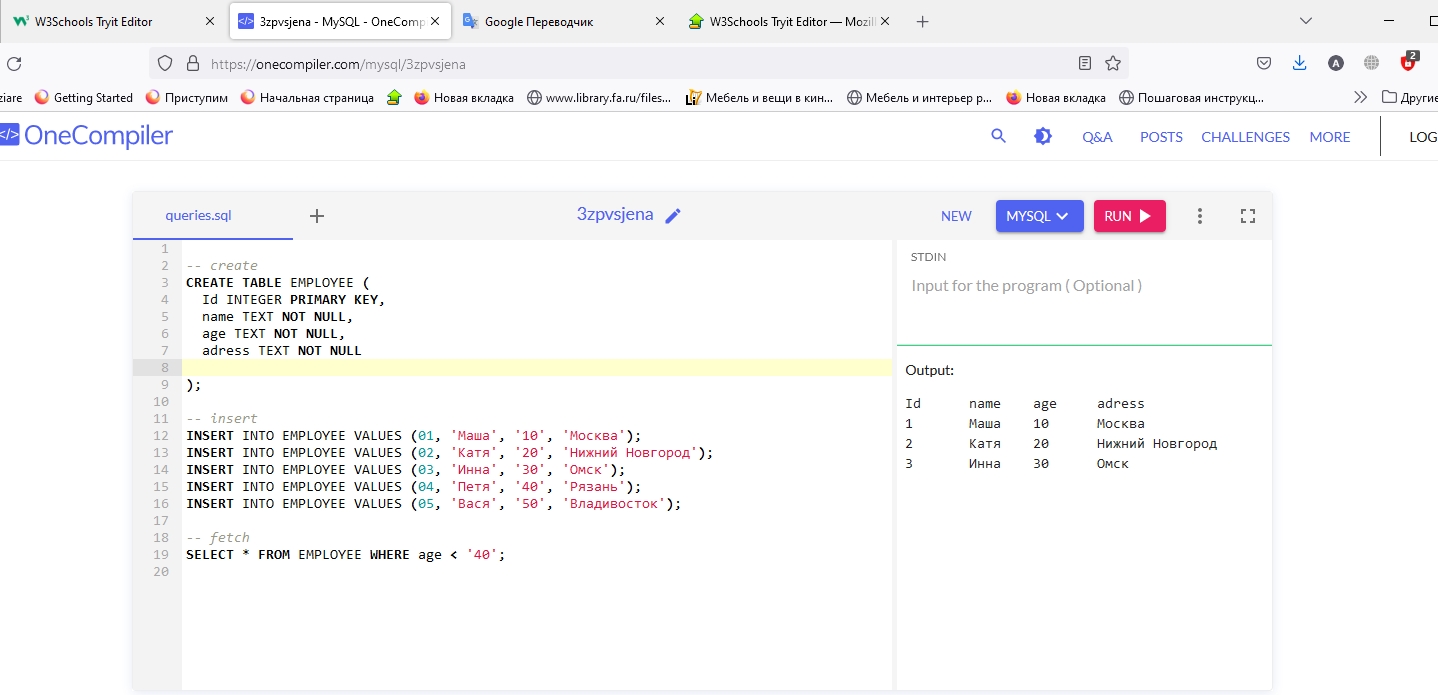 W3Schools Tryit Editor
3zpvsjena - MySQL - OneComp
Google Переводчик
W3Schools Tryit Editor — Mozill
https://onecompiler.com/mysql/3zpvsjena
A
2
ziare
Getting Started
Приступим
Начальная страница
Новая вкладка
www.library.fa.ru/files...
Мебель и вещи в кин...
Мебель и интерьер р...
Новая вкладка
Пошаговая инструкц...
Другие
OneCompiler
Q&A
POSTS
CHALLENGES
MORE
LOG
queries.sql
3zpvsjena
NEW
MYSQL
RUN
1
2 -- create
3 CREATE TABLE EMPLOYEE (
4 Id INTEGER PRIMARY KEY,
5 name TEXT NOT NULL,
6 age TEXT NOT NULL,
7 adress TEXT NOT NULL
8
9 );
10
11 -- insert
12 INSERT INTO EMPLOYEE VALUES (01, 'Маша', '10', 'Москва');
13 INSERT INTO EMPLOYEE VALUES (02, 'Катя', '20', 'Нижний Новгород');
14 INSERT INTO EMPLOYEE VALUES (03, 'Инна', '30', 'Омск');
15 INSERT INTO EMPLOYEE VALUES (04, 'Петя', '40', 'Рязань');
16 INSERT INTO EMPLOYEE VALUES (05, 'Вася', '50', 'Владивосток');
17
18 -- fetch
19 SELECT * FROM EMPLOYEE WHERE age < '40';
20
STDIN
Input for the program ( Optional )
Output:
Id name age adress
1 Маша 10 Москва
2 Катя 20 Нижний Новгород
3 Инна 30 Омск